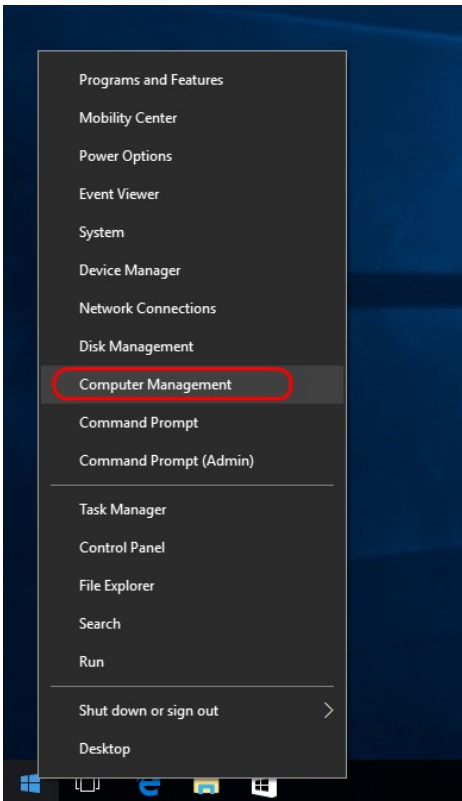 Programs and Features
Mobility Center
Power Options
Event Viewer
System
Device Manager
Network Connections
Disk Management
Computer Management
Command Prompt
Command Prompt (Admin)
Task Manager
Control Panel
File Explorer
Search
Run
Shut down or sign out
Desktop